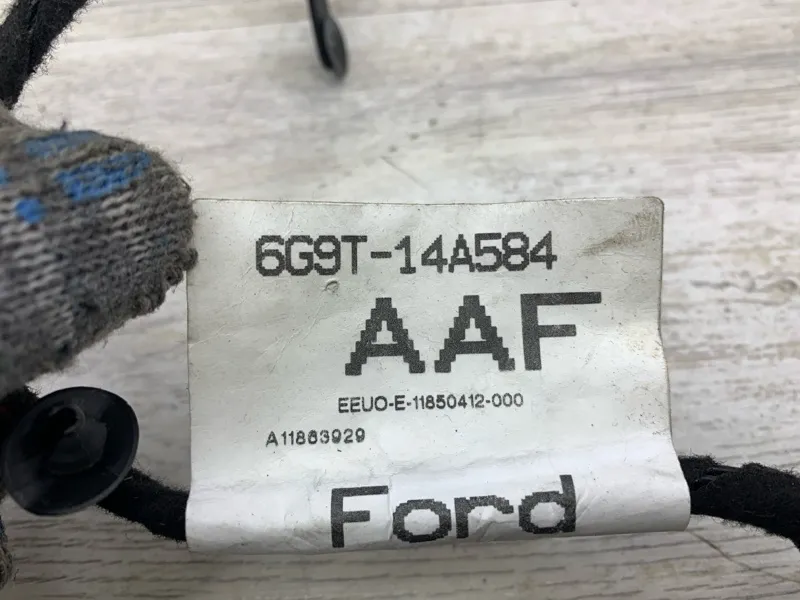 6G9T-14A584
AAF
EEUO-E-11850412-000
A11863929
Ford